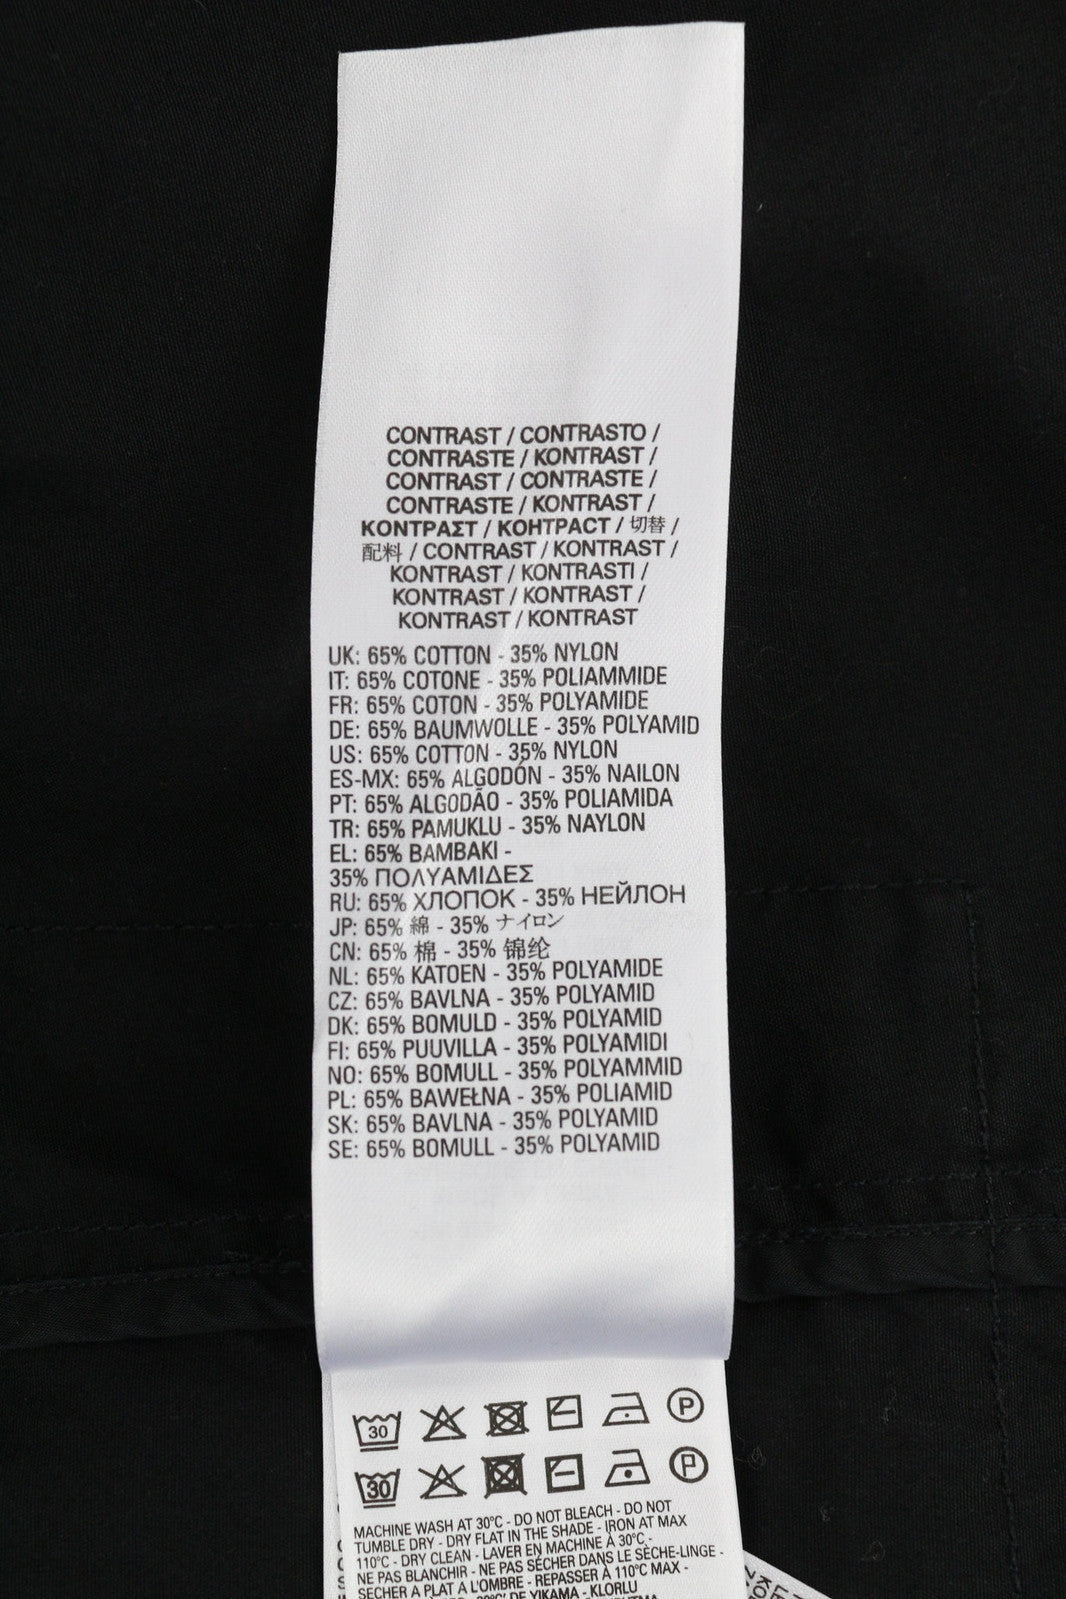 CONTRAST / CONTRASTO /
CONTRASTE / KONTRAST /
CONTRAST / CONTRASTE /
CONTRASTE / KONTRAST /
ΚΟΝΤΡΑΣΤ / КОНТРАСТ / 切替 /
配料 / CONTRAST / KONTRAST /
KONTRAST / KONTRASTI /
KONTRAST / KONTRAST /
KONTRAST / KONTRAST
UK: 65% COTTON - 35% NYLON
IT: 65% COTONE - 35% POLIAMMIDE
FR: 65% COTON - 35% POLYAMIDE
DE: 65% BAUMWOLLE - 35% POLYAMID
US: 65% COTTON - 35% NYLON
ES-MX: 65% ALGODÓN - 35% NAILON
PT: 65% ALGODÃO - 35% POLIAMIDA
TR: 65% PAMUKLU - 35% NAYLON
EL: 65% ΒΑΜΒΑΚΙ -
35% ΠΟΛΥΑΜΙΔΕΣ
RU: 65% ХЛОПОК - 35% НЕЙЛОН
JP: 65% 綿 - 35% ナイロン
CN: 65% 棉 - 35% 锦纶
NL: 65% KATOEN - 35% POLYAMIDE
CZ: 65% BAVLNA - 35% POLYAMID
DK: 65% BOMULD - 35% POLYAMID
FI: 65% PUUVILLA - 35% POLYAMIDI
NO: 65% BOMULL - 35% POLYAMMID
PL: 65% BAWEŁNA - 35% POLIAMID
SK: 65% BAVLNA - 35% POLYAMID
SE: 65% BOMULL - 35% POLYAMID
30 P
30 P
MACHINE WASH AT 30°C - DO NOT BLEACH - DO NOT
TUMBLE DRY - DRY FLAT IN THE SHADE - IRON AT MAX
110°C - DRY CLEAN - LAVER EN MACHINE À 30°C -
NE PAS BLANCHIR - NE PAS SÉCHER DANS LE SÈCHE-LINGE -
SÉCHER A PLAT A L'OMBRE - REPASSER À 110°C MAX -
30°C' DE YIKAMA - KLORLU